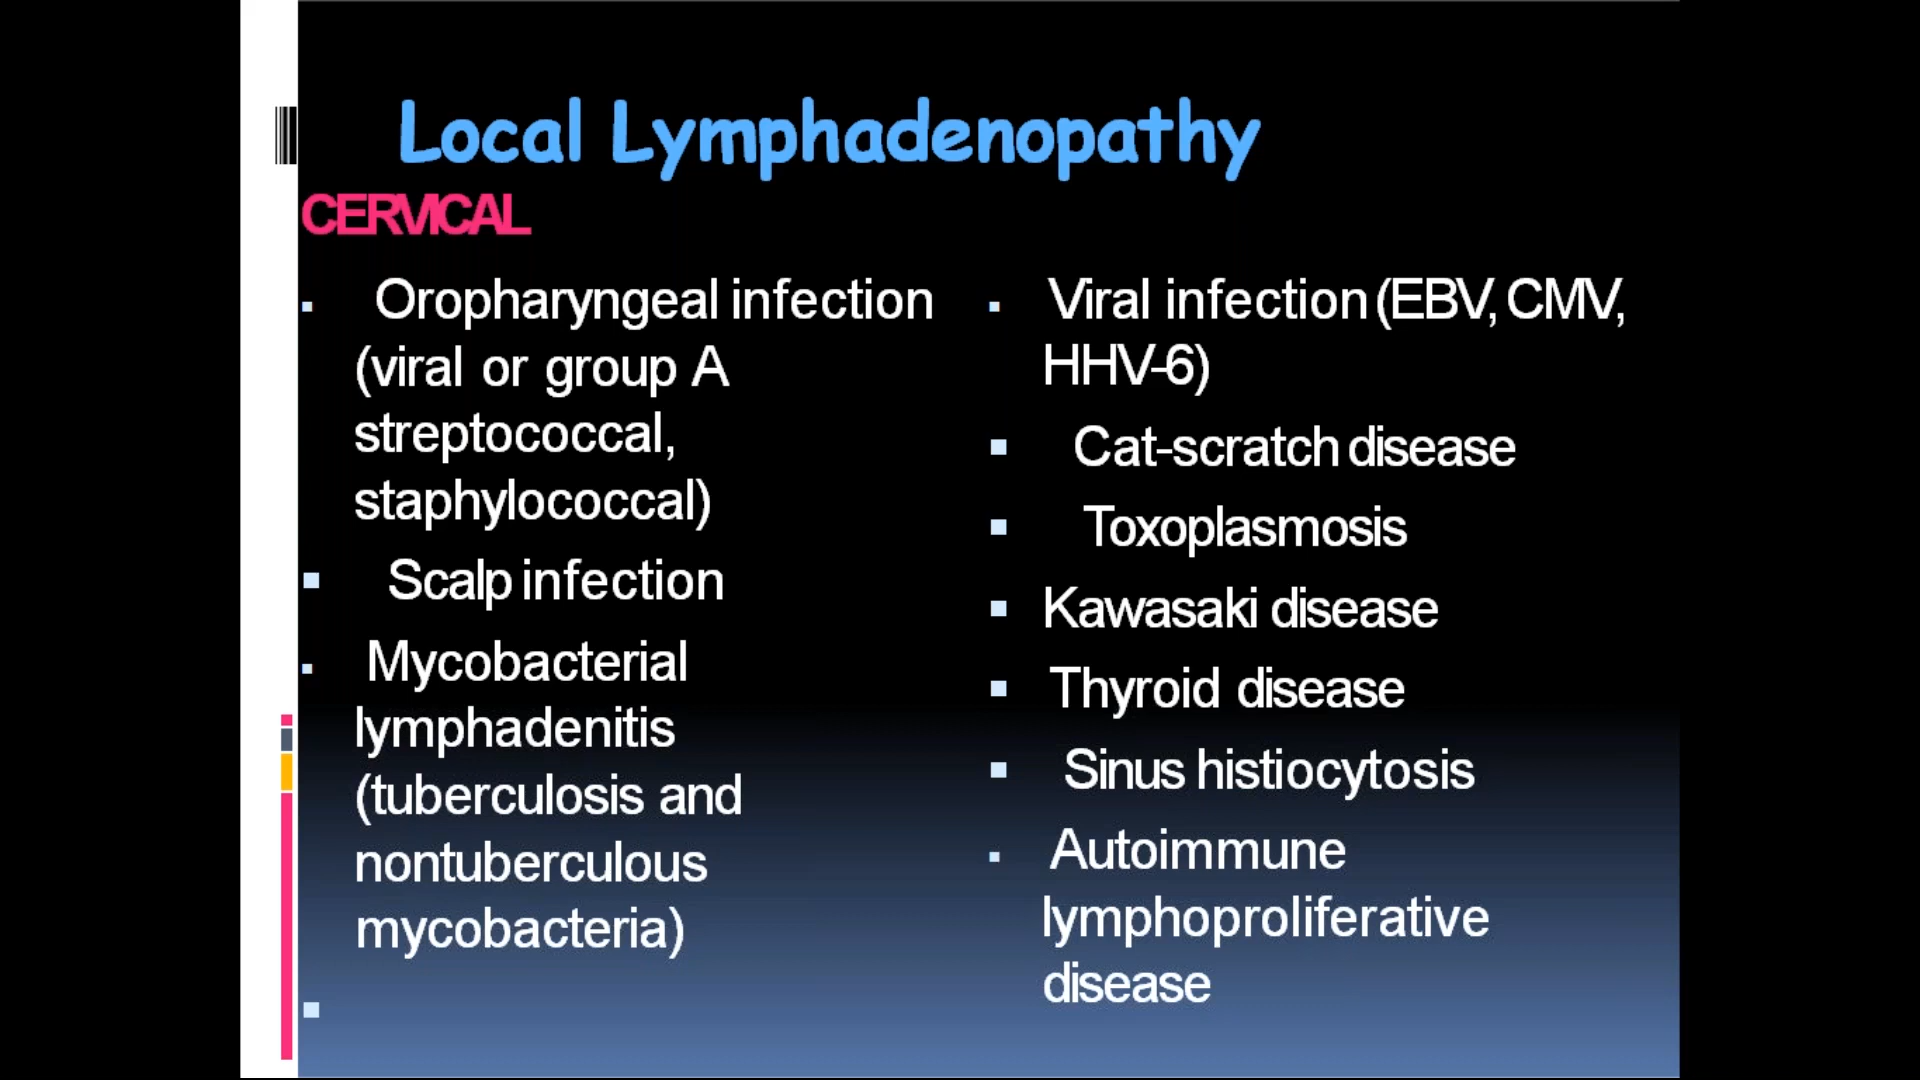 Local Lymphadenopathy
CERVICAL
Oropharyngeal infection
(viral or group A
streptococcal,
staphylococcal)
Scalp infection
Mycobacterial
lymphadenitis
(tuberculosis and
nontuberculous
mycobacteria)
Viral infection (EBV, CMV,
HHV-6)
Cat-scratch disease
Toxoplasmosis
Kawasaki disease
Thyroid disease
Sinus histiocytosis
Autoimmune
lymphoproliferative
disease